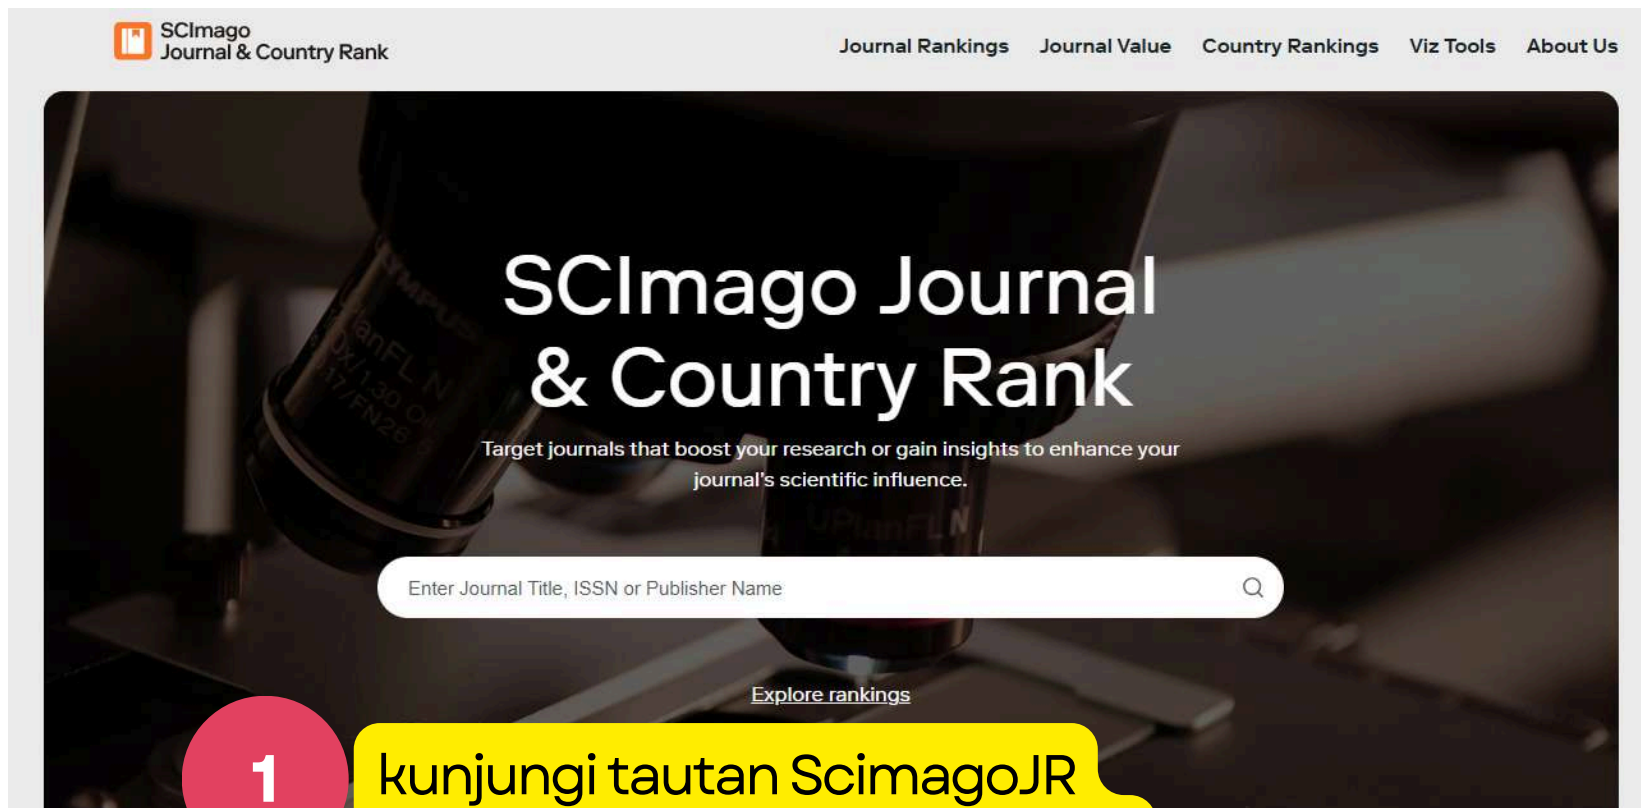 SCImago
Journal & Country Rank
Journal Rankings Journal Value Country Rankings Viz Tools About Us
SCImago Journal
& Country Rank
Target journals that boost your research or gain insights to enhance your
journal's scientific influence.
UPlanFL N
Enter Journal Title, ISSN or Publisher Name
Explore rankings
1
kunjungi tautan ScimagoJR